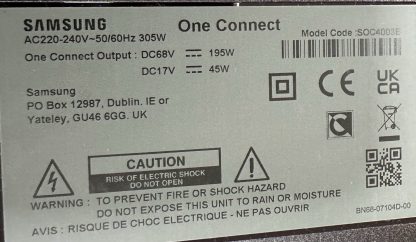 SAMSUNG
One Connect
AC220-240V~50/60Hz 305W
Model Code :SOC4003E
One Connect Output : DC68V 195W
DC17V 45W
Samsung
PO Box 12987, Dublin. IE or
Yateley, GU46 6GG. UK
CE
UK
CA
CAUTION
RISK OF ELECTRIC SHOCK
DO NOT OPEN
WARNING : TO PREVENT FIRE AND SHOCK HAZARD
DO NOT EXPOSE THIS UNIT TO RAIN OR MOISTURE
AVIS : RISQUE DE CHOC ELECTRIQUE - NE PAS OUVRIR
BN68-07104D-00